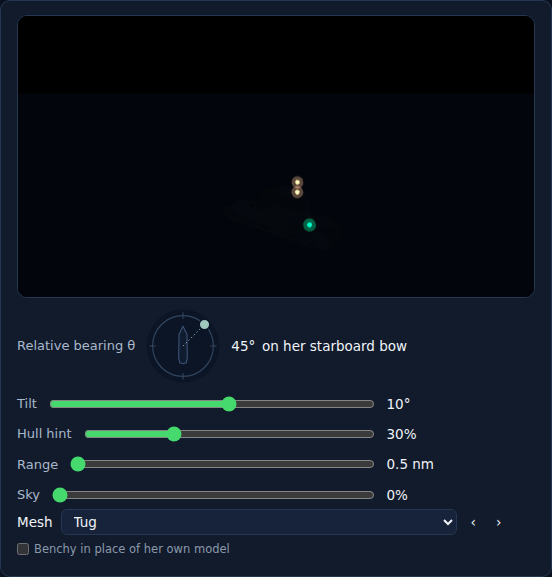 Relative bearing θ 45° on her starboard bow
Tilt 10°
Hull hint 30%
Range 0.5 nm
Sky 0%
Mesh Tug ‹ ›
Benchy in place of her own model